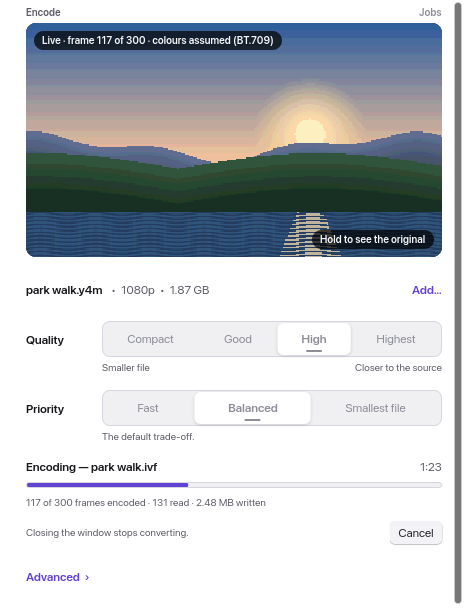 Encode Jobs
Live · frame 117 of 300 · colours assumed (BT.709)
Hold to see the original
park walk.y4m • 1080p • 1.87 GB Add...
Quality Compact Good High Highest
Smaller file Closer to the source
Priority Fast Balanced Smallest file
The default trade-off.
Encoding — park walk.ivf 1:23
117 of 300 frames encoded · 131 read · 2.48 MB written
Closing the window stops converting. Cancel
Advanced ›